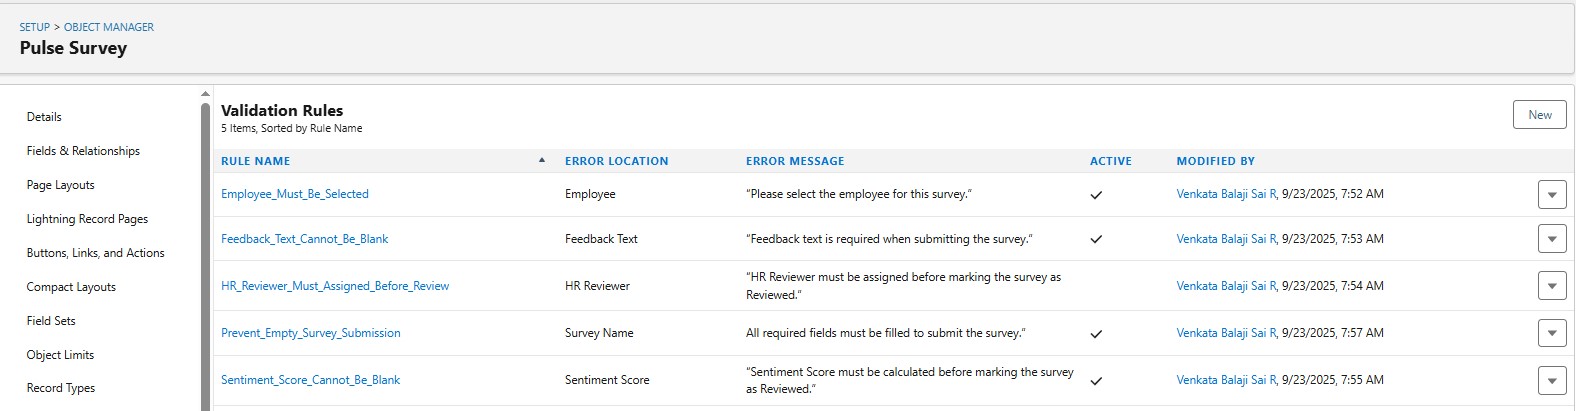 SETUP > OBJECT MANAGER
Pulse Survey
Details
Fields & Relationships
Page Layouts
Lightning Record Pages
Buttons, Links, and Actions
Compact Layouts
Field Sets
Object Limits
Record Types
Validation Rules
5 Items, Sorted by Rule Name
New
RULE NAME ERROR LOCATION ERROR MESSAGE ACTIVE MODIFIED BY
Employee_Must_Be_Selected Employee “Please select the employee for this survey.” Venkata Balaji Sai R, 9/23/2025, 7:52 AM
Feedback_Text_Cannot_Be_Blank Feedback Text “Feedback text is required when submitting the survey.” Venkata Balaji Sai R, 9/23/2025, 7:53 AM
HR_Reviewer_Must_Assigned_Before_Review HR Reviewer “HR Reviewer must be assigned before marking the survey as
Reviewed.” Venkata Balaji Sai R, 9/23/2025, 7:54 AM
Prevent_Empty_Survey_Submission Survey Name All required fields must be filled to submit the survey.” Venkata Balaji Sai R, 9/23/2025, 7:57 AM
Sentiment_Score_Cannot_Be_Blank Sentiment Score “Sentiment Score must be calculated before marking the survey
as Reviewed.” Venkata Balaji Sai R, 9/23/2025, 7:55 AM